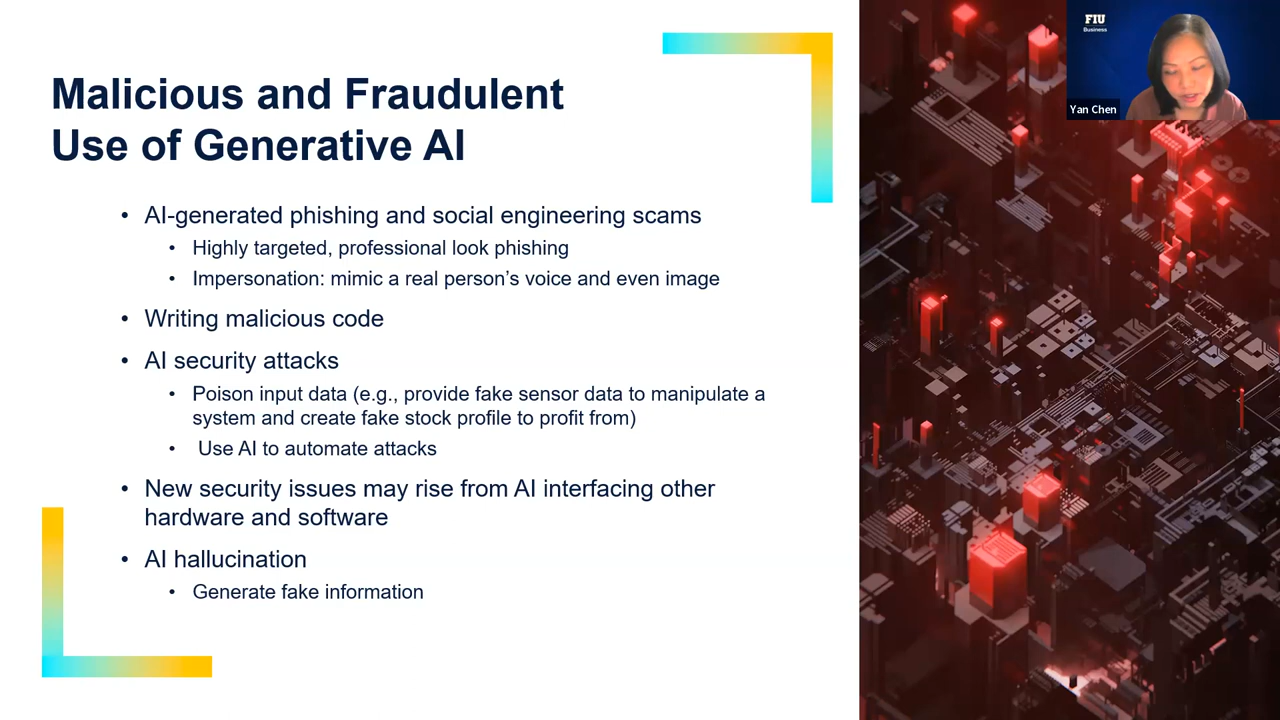 Malicious and Fraudulent
Use of Generative AI
• AI-generated phishing and social engineering scams
• Highly targeted, professional look phishing
• Impersonation: mimic a real person’s voice and even image
• Writing malicious code
• AI security attacks
• Poison input data (e.g., provide fake sensor data to manipulate a
system and create fake stock profile to profit from)
• Use AI to automate attacks
• New security issues may rise from AI interfacing other
hardware and software
• AI hallucination
• Generate fake information
FIU
Business
Yan Chen